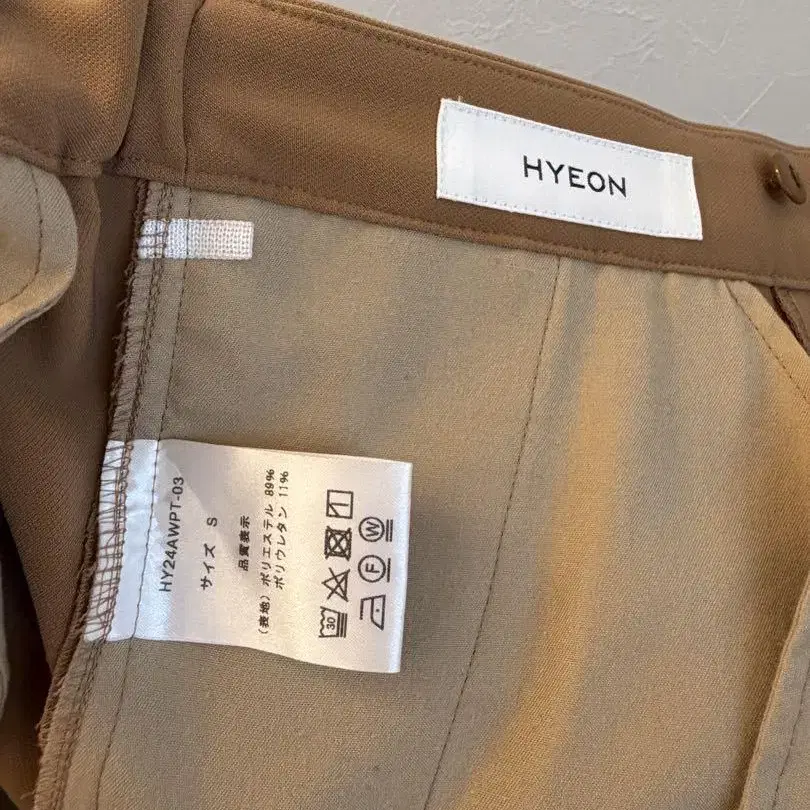 HYEON
HY24AWPT-03
サイズ S
品質表示
(表地) ポリエステル 89%
ポリウレタン 11%
30
F
W